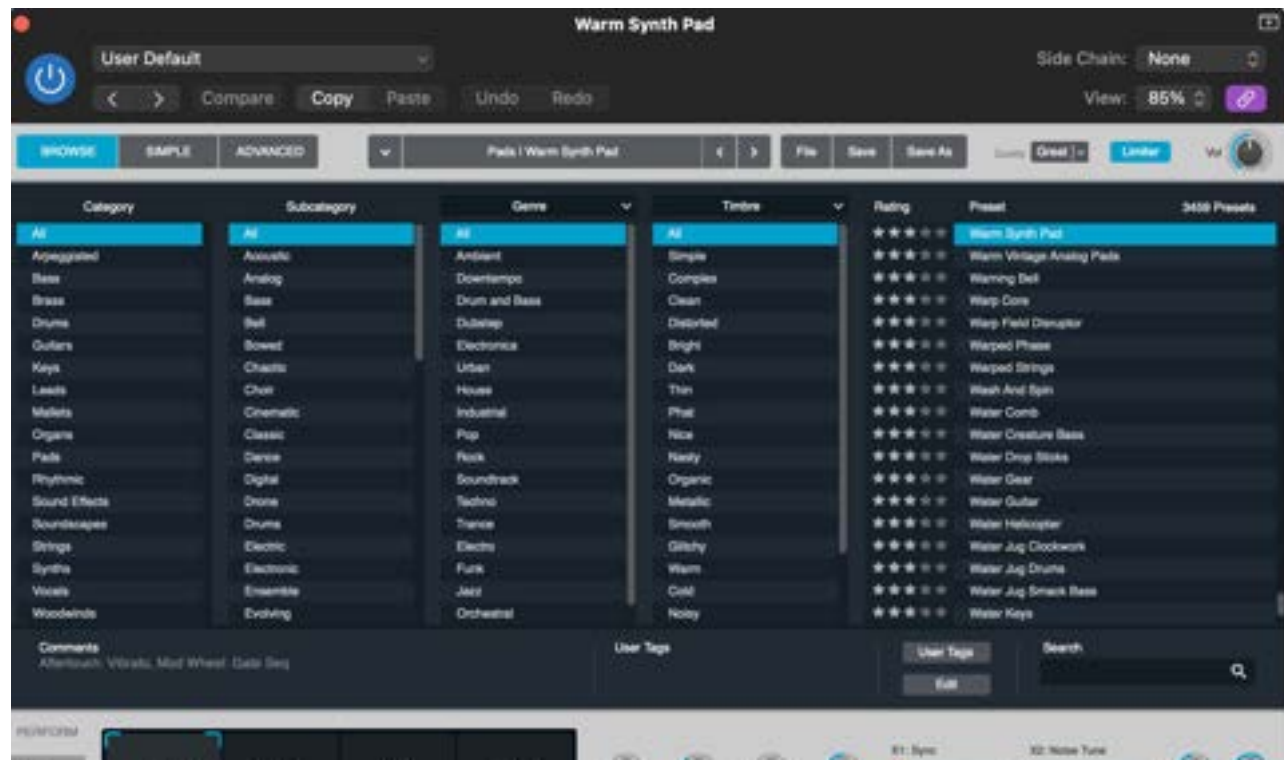 Warm Synth Pad
User Default
Side Chain: None
Compare Copy Paste Undo Redo
View: 85%
BROWSE SIMPLE ADVANCED Pads | Warm Synth Pad File Save Save As Great Limiter Vol
Category Subcategory Genre Timbre Rating Preset 3459 Presets
All All All All Warm Synth Pad
Arpeggiated Acoustic Ambient Simple Warm Vintage Analog Pads
Bass Analog Downtempo Complex Warning Bell
Brass Bass Drum and Bass Clean Warp Core
Drums Bell Dubstep Distorted Warp Field Disruptor
Guitars Bowed Electronica Bright Warped Phase
Keys Chaotic Urban Dark Warped Strings
Leads Choir House Thin Wash And Spin
Mallets Cinematic Industrial Phat Water Comb
Organs Classic Pop Nice Water Creature Bass
Pads Dance Rock Nasty Water Drop Sticks
Rhythmic Digital Soundtrack Organic Water Gear
Sound Effects Drone Techno Metallic Water Guitar
Soundscapes Drums Trance Smooth Water Helicopter
Strings Electric Electro Glitchy Water Jug Clockwork
Synths Electronic Funk Warm Water Jug Drums
Vocals Ensemble Jazz Cold Water Jug Smack Bass
Woodwinds Evolving Orchestral Noisy Water Keys
Comments User Tags User Tags Search
Aftertouch: Vibrato, Mod Wheel: Gate Seq
Edit
PERFORM
X1: Sync X2: Noise Tune